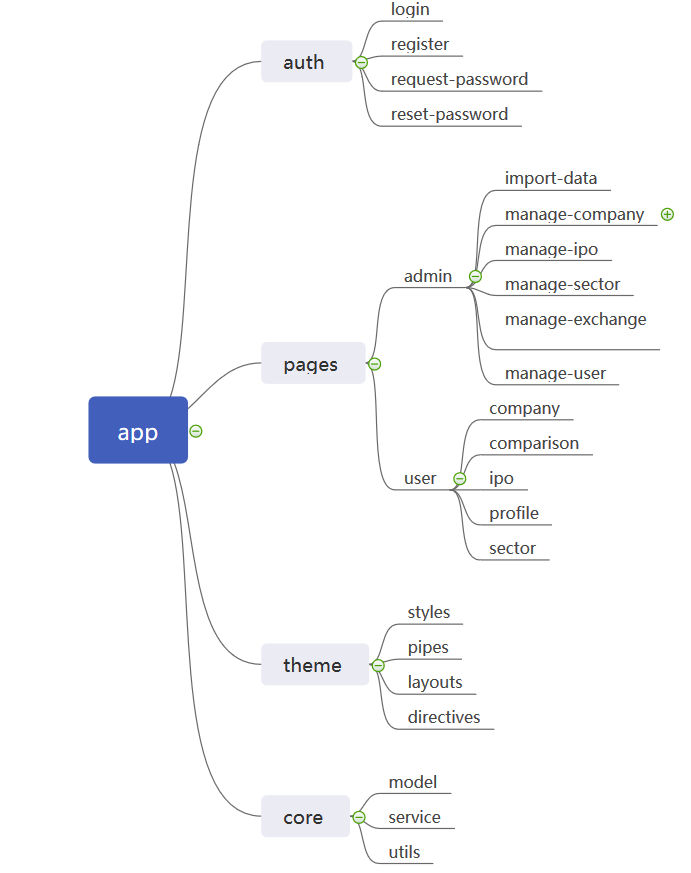 login
auth
register
request-password
reset-password
import-data
manage-company
manage-ipo
admin
manage-sector
manage-exchange
pages
manage-user
company
app
comparison
user
ipo
profile
sector
styles
pipes
theme
layouts
directives
model
core
service
utils